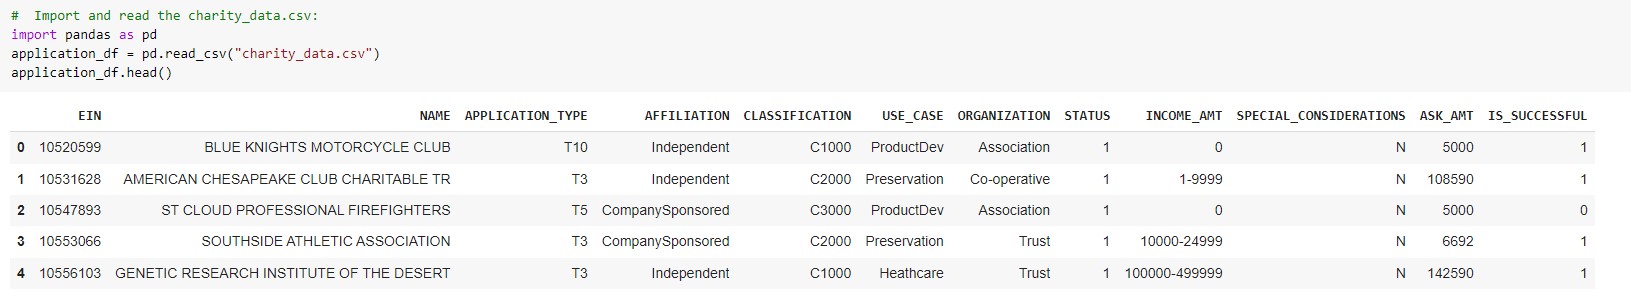 #  Import and read the charity_data.csv:
import pandas as pd
application_df = pd.read_csv("charity_data.csv")
application_df.head()
EIN NAME APPLICATION_TYPE AFFILIATION CLASSIFICATION USE_CASE ORGANIZATION STATUS INCOME_AMT SPECIAL_CONSIDERATIONS ASK_AMT IS_SUCCESSFUL
0 10520599 BLUE KNIGHTS MOTORCYCLE CLUB T10 Independent C1000 ProductDev Association 1 0 N 5000 1
1 10531628 AMERICAN CHESAPEAKE CLUB CHARITABLE TR T3 Independent C2000 Preservation Co-operative 1 1-9999 N 108590 1
2 10547893 ST CLOUD PROFESSIONAL FIREFIGHTERS T5 CompanySponsored C3000 ProductDev Association 1 0 N 5000 0
3 10553066 SOUTHSIDE ATHLETIC ASSOCIATION T3 CompanySponsored C2000 Preservation Trust 1 10000-24999 N 6692 1
4 10556103 GENETIC RESEARCH INSTITUTE OF THE DESERT T3 Independent C1000 Heathcare Trust 1 100000-499999 N 142590 1